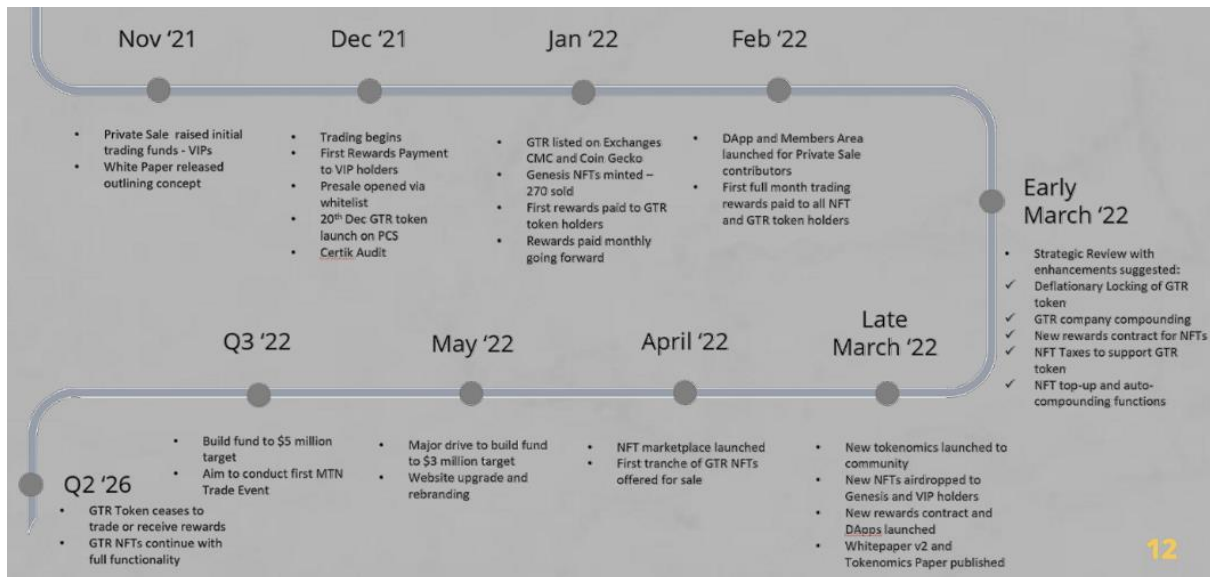 Nov ‘21
• Private Sale raised initial
trading funds - VIPs
• White Paper released
outlining concept
Dec ‘21
• Trading begins
• First Rewards Payment
to VIP holders
• Presale opened via
whitelist
• 20th Dec GTR token
launch on PCS
• Certik Audit
Jan ‘22
• GTR listed on Exchanges
CMC and Coin Gecko
• Genesis NFTs minted –
270 sold
• First rewards paid to GTR
token holders
• Rewards paid monthly
going forward
Feb ‘22
• DApp and Members Area
launched for Private Sale
contributors
• First full month trading
rewards paid to all NFT
and GTR token holders
Early
March ‘22
• Strategic Review with
enhancements suggested:
✓ Deflationary Locking of GTR
token
✓ GTR company compounding
✓ New rewards contract for NFTs
✓ NFT Taxes to support GTR
token
✓ NFT top-up and auto-
compounding functions
Late
March ‘22
• New tokenomics launched to
community
• New NFTs airdropped to
Genesis and VIP holders
• New rewards contract and
DApps launched
• Whitepaper v2 and
Tokenomics Paper published
April ‘22
• NFT marketplace launched
• First tranche of GTR NFTs
offered for sale
May ‘22
• Major drive to build fund
to $3 million target
• Website upgrade and
rebranding
Q3 ‘22
• Build fund to $5 million
target
• Aim to conduct first MTN
Trade Event
Q2 ‘26
• GTR Token ceases to
trade or receive rewards
• GTR NFTs continue with
full functionality
12